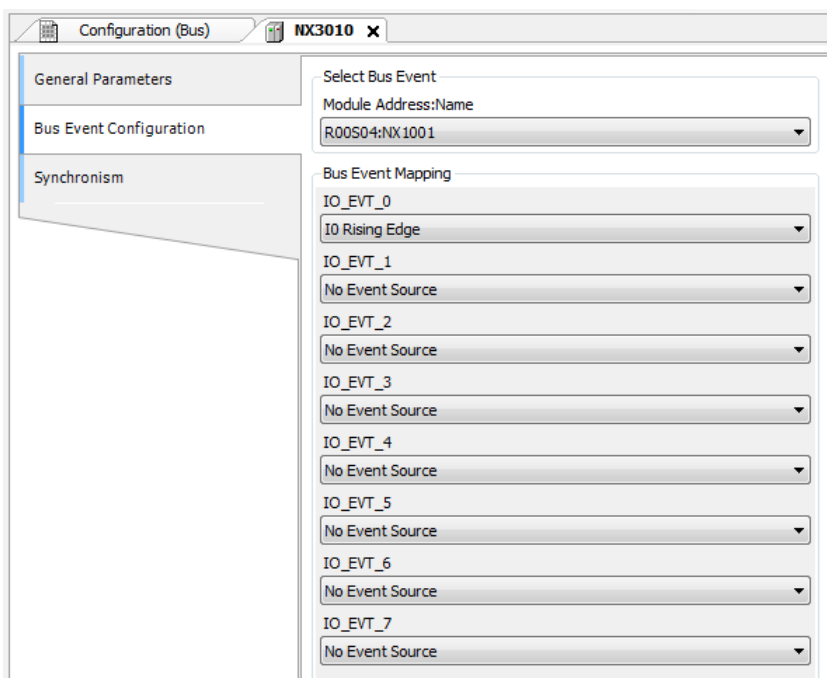 Configuration (Bus) NX3010
General Parameters
Bus Event Configuration
Synchronism
Select Bus Event
Module Address:Name
R00S04:NX1001
Bus Event Mapping
IO_EVT_0
I0 Rising Edge
IO_EVT_1
No Event Source
IO_EVT_2
No Event Source
IO_EVT_3
No Event Source
IO_EVT_4
No Event Source
IO_EVT_5
No Event Source
IO_EVT_6
No Event Source
IO_EVT_7
No Event Source